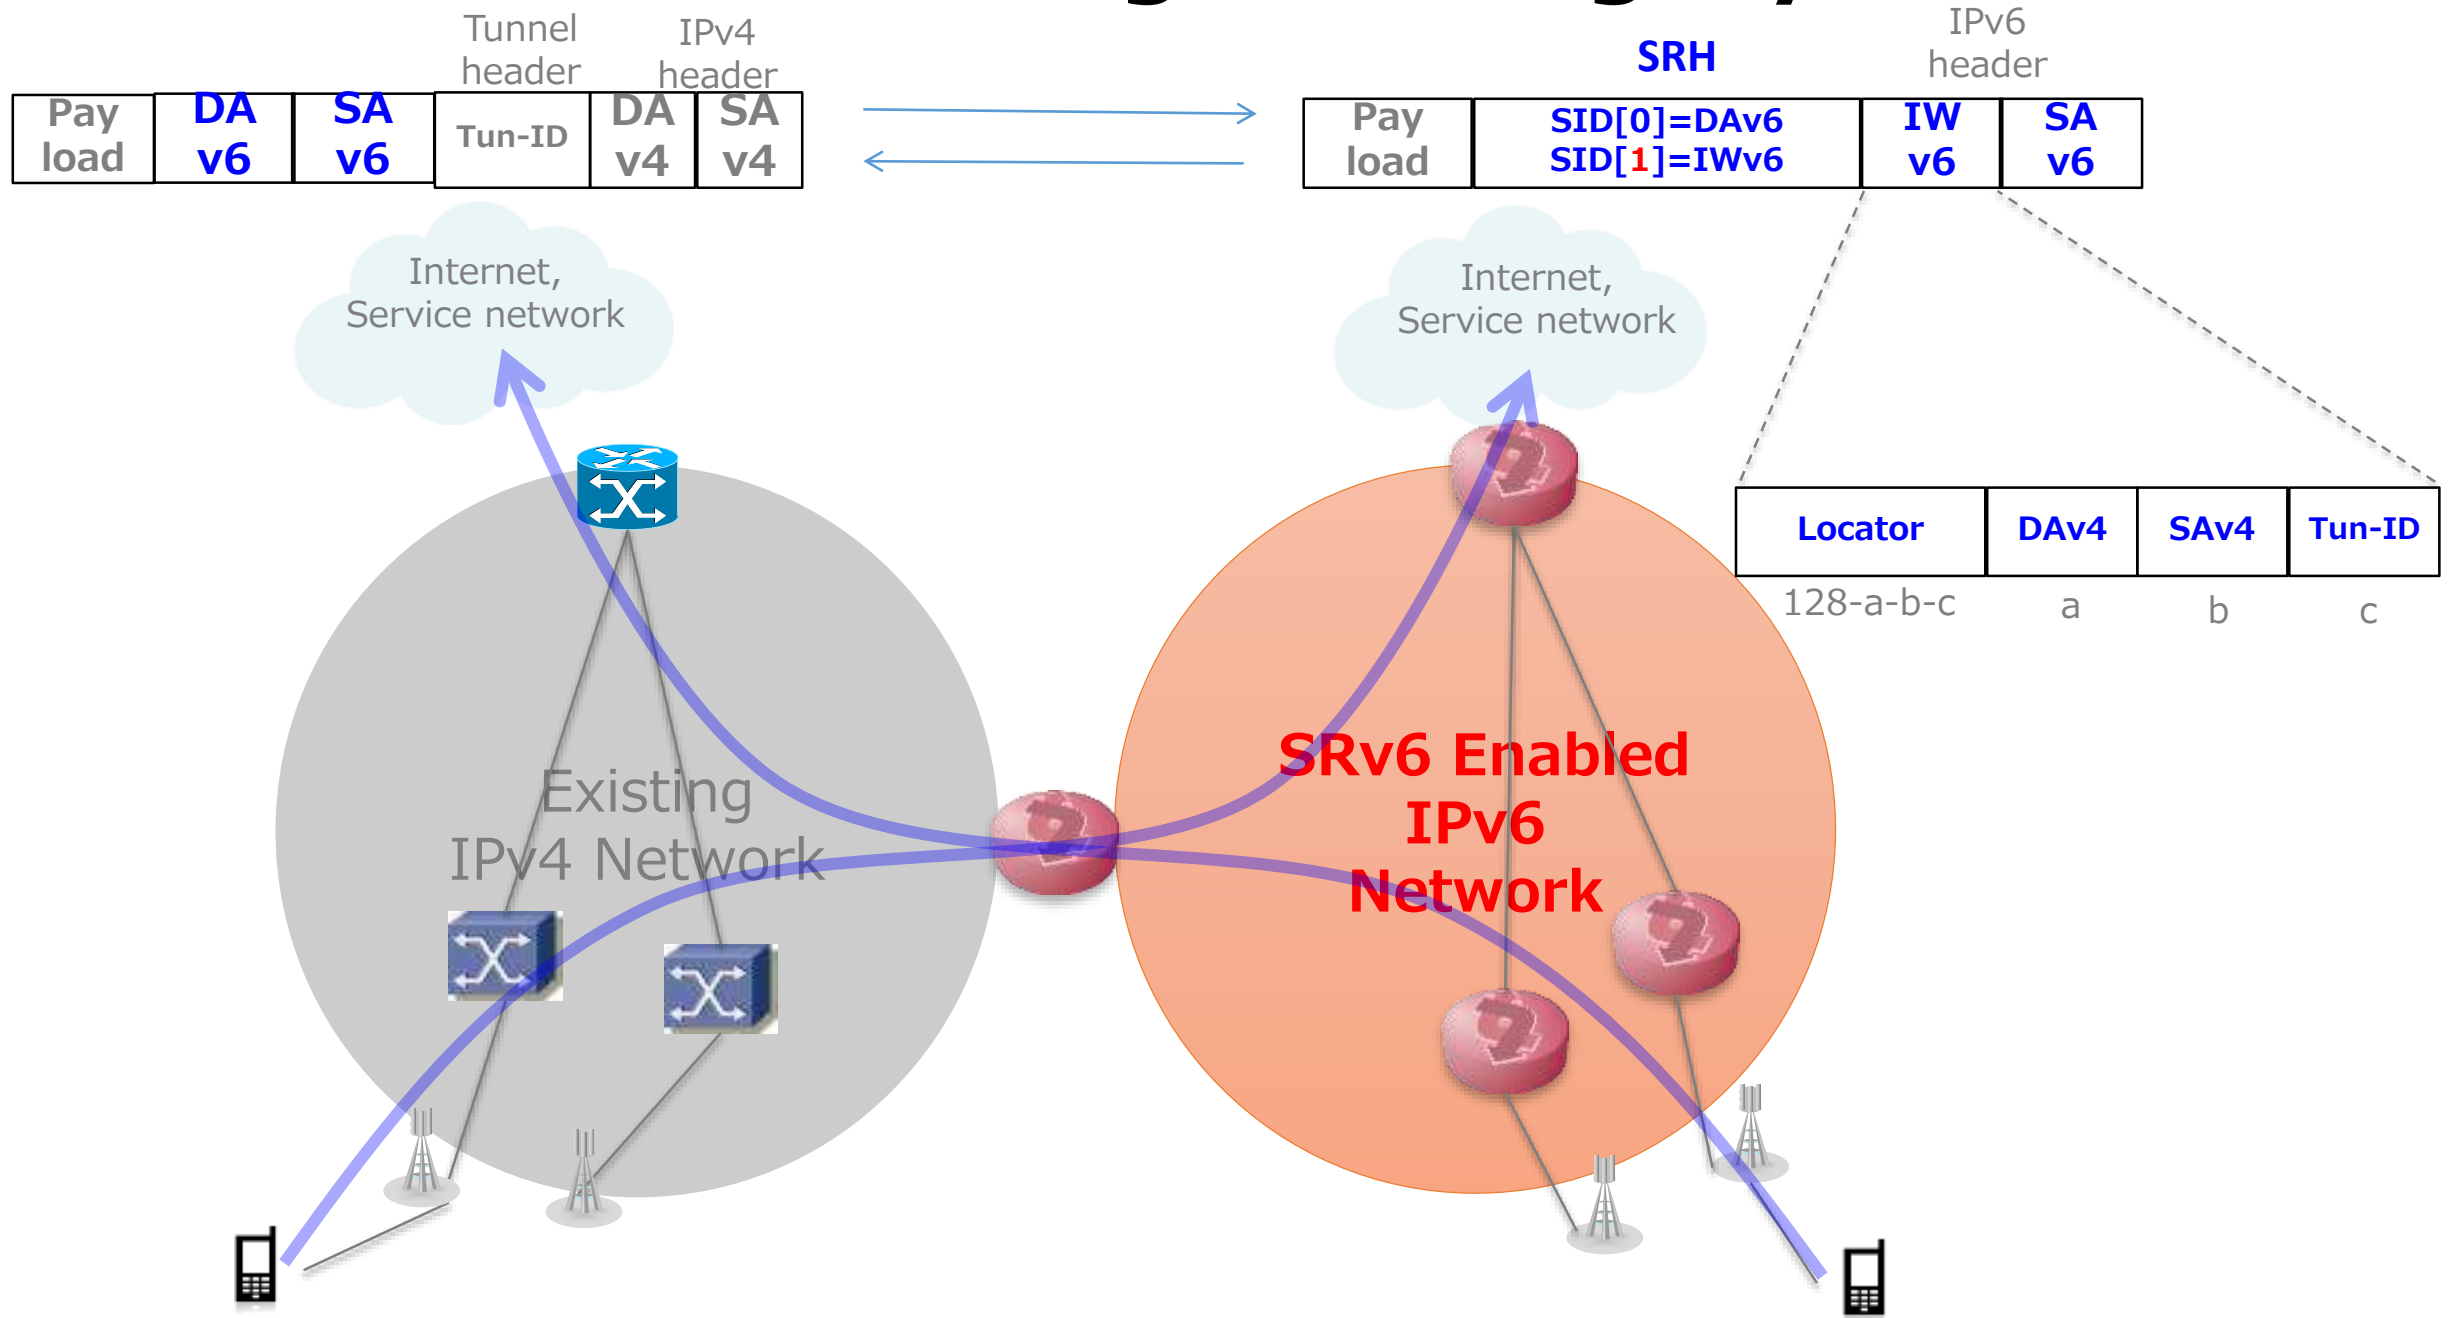 Tunnel
header
IPv4
header
Pay
load
DA
v6
SA
v6
Tun-ID
DA
v4
SA
v4
SRH
IPv6
header
Pay
load
SID[0]=DAv6
SID[1]=IWv6
IW
v6
SA
v6
Internet,
Service network
Internet,
Service network
Locator
DAv4
SAv4
Tun-ID
128-a-b-c
a
b
c
Existing
IPv4 Network
SRv6 Enabled
IPv6
Network